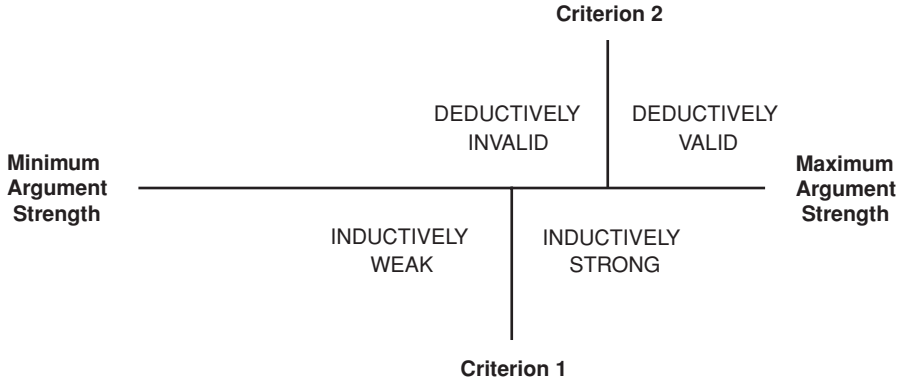 Criterion 2
DEDUCTIVELY
INVALID
DEDUCTIVELY
VALID
Minimum
Argument
Strength
Maximum
Argument
Strength
INDUCTIVELY
WEAK
INDUCTIVELY
STRONG
Criterion 1